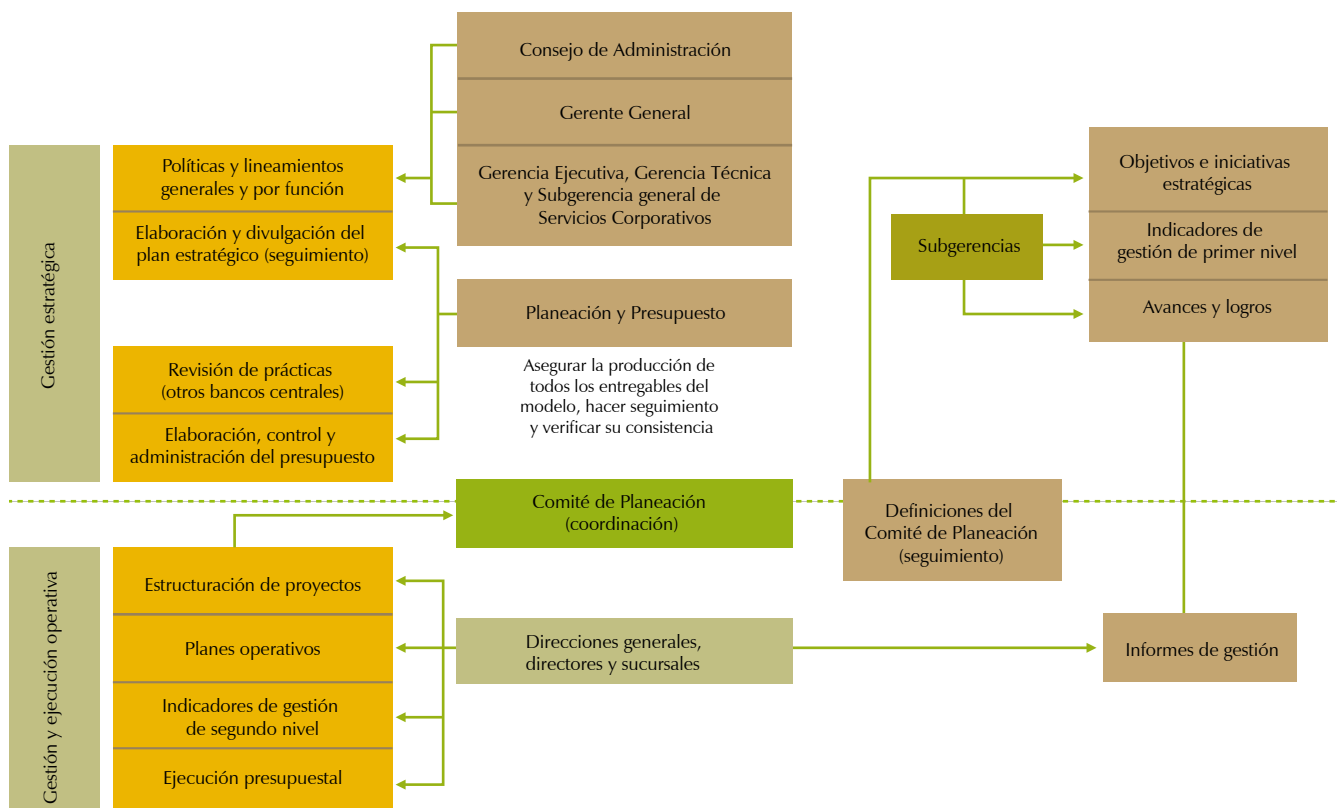 Consejo de Administración
Gerente General
Gerencia Ejecutiva, Gerencia Técnica
y Subgerencia general de
Servicios Corporativos
Gestión estratégica
Políticas y lineamientos
generales y por función
Elaboración y divulgación del
plan estratégico (seguimiento)
Revisión de prácticas
(otros bancos centrales)
Elaboración, control y
administración del presupuesto
Planeación y Presupuesto
Asegurar la producción de
todos los entregables del
modelo, hacer seguimiento
y verificar su consistencia
Subgerencias
Objetivos e iniciativas
estratégicas
Indicadores de
gestión de primer nivel
Avances y logros
Comité de Planeación
(coordinación)
Definiciones del
Comité de Planeación
(seguimiento)
Gestión y ejecución operativa
Estructuración de proyectos
Planes operativos
Indicadores de gestión
de segundo nivel
Ejecución presupuestal
Direcciones generales,
directores y sucursales
Informes de gestión